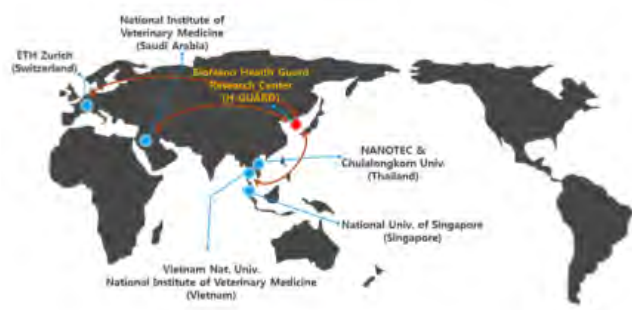 National Institute of
Veterinary Medicine
(Saudi Arabia)
ETH Zurich
(Switzerland)
BioNano Health Guard
Research Center
(H-GUARD)
NANOTEC &
Chulalongkorn Univ.
(Thailand)
National Univ. of Singapore
(Singapore)
Vietnam Nat. Univ.
National Institute of Veterinary Medicine
(Vietnam)